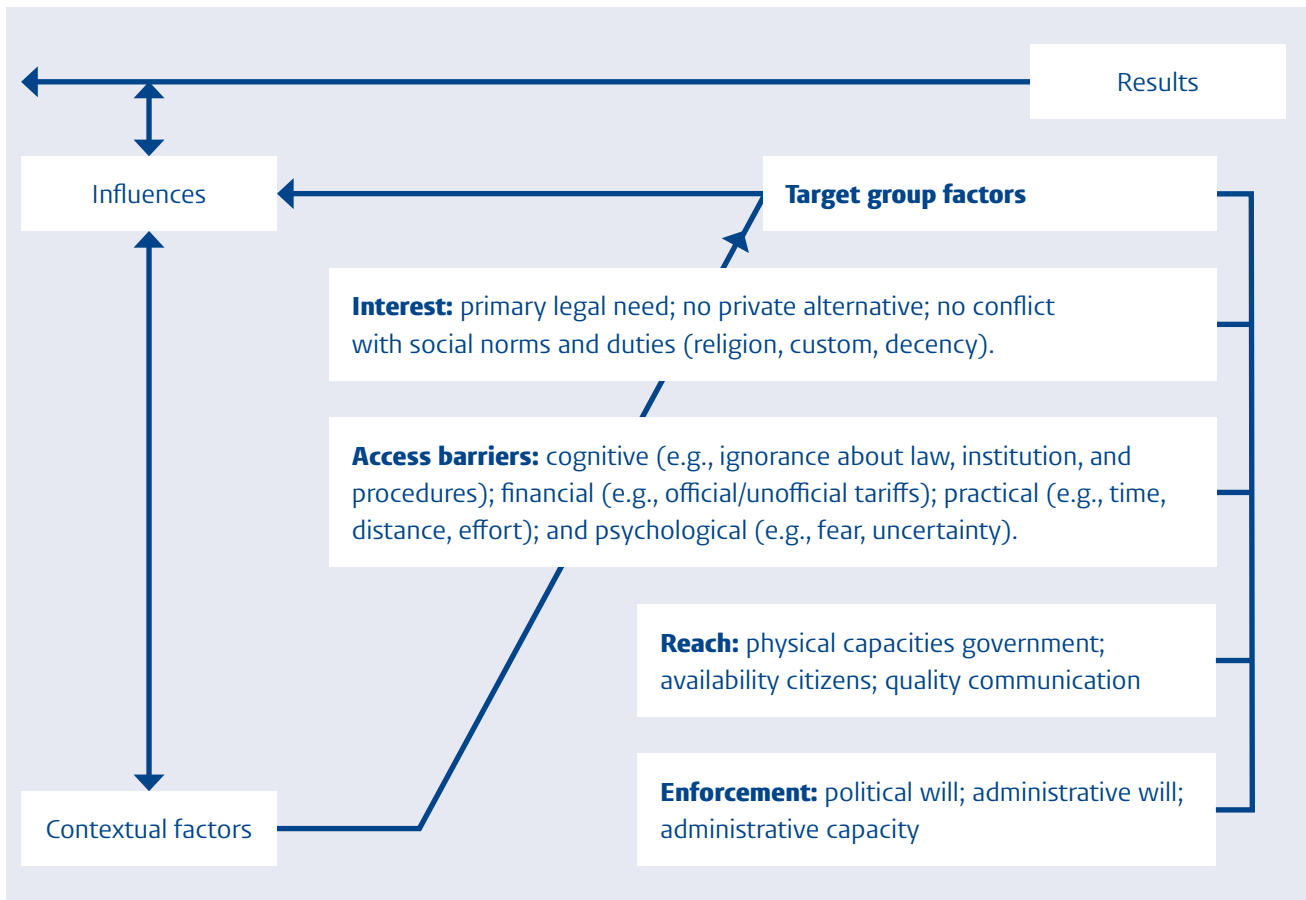 Results
Influences
Target group factors
Interest: primary legal need; no private alternative; no conflict
with social norms and duties (religion, custom, decency).
Access barriers: cognitive (e.g., ignorance about law, institution, and
procedures); financial (e.g., official/unofficial tariffs); practical (e.g., time,
distance, effort); and psychological (e.g., fear, uncertainty).
Reach: physical capacities government;
availability citizens; quality communication
Enforcement: political will; administrative will;
administrative capacity
Contextual factors